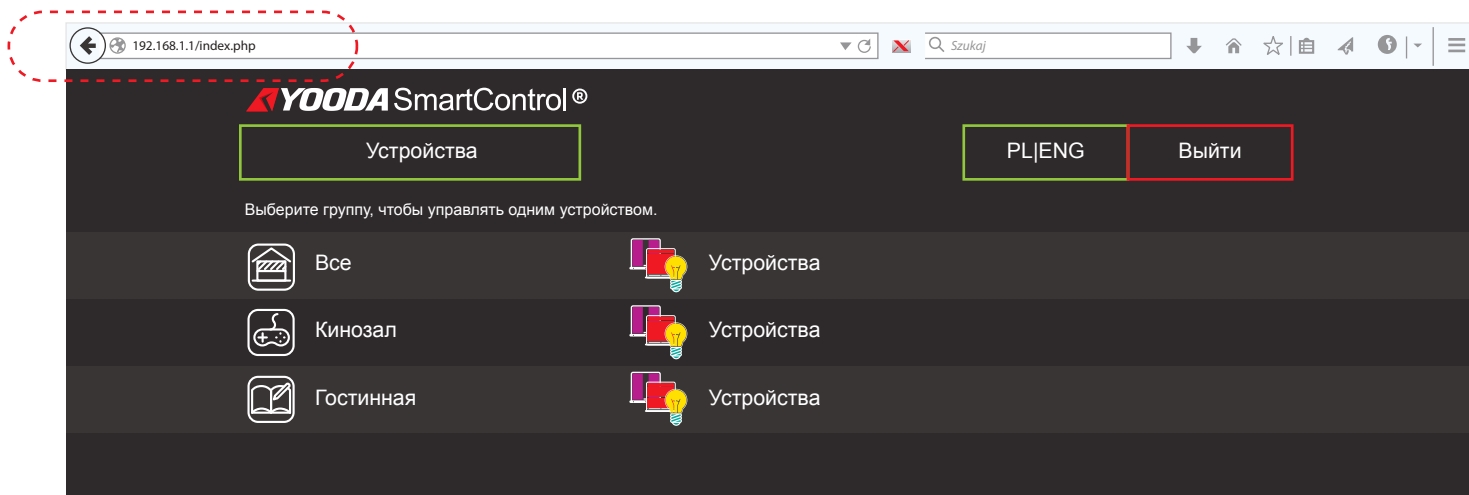 192.168.1.1/index.php Szukaj
YOODA SmartControl®
Устройства PL|ENG Выйти
Выберите группу, чтобы управлять одним устройством.
Все Устройства
Кинозал Устройства
Гостинная Устройства